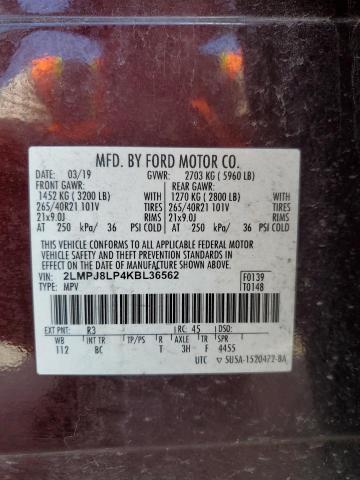 MFD. BY FORD MOTOR CO.
03/19 GVWR: 2703 KG ( 5960 LB)
FRONT GAWR: REAR GAWR:
1452 KG ( 3200 LB) WITH 1270 KG ( 2800 LB) WITH
265/40R21 101V TIRES 265/40R21 101V TIRES
21x9.0J RIMS 21x9.0J RIMS
AT 250 kPa/ 36 PSI COLD AT 250 kPa/ 36 PSI COLD
THIS VEHICLE CONFORMS TO ALL APPLICABLE FEDERAL MOTOR
VEHICLE SAFETY AND THEFT PREVENTION STANDARDS IN EFFECT
ON THE DATE OF MANUFACTURE SHOWN ABOVE.
VIN: 2LMPJ8LP4KBL36562 F0139
TYPE: MPV T0148
EXT PNT: R3 RC: 45 DSO:
WB INT TR TP/PS R AXLE TR SPR
112 BC T 3H F 4455
UTC 5U5A-1520472-BA